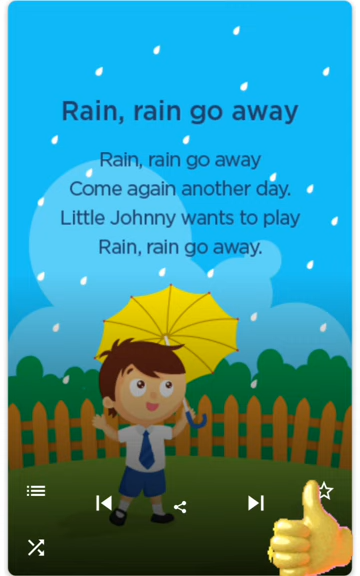 Rain, rain go away
Rain, rain go away
Come again another day.
Little Johnny wants to play
Rain, rain go away.